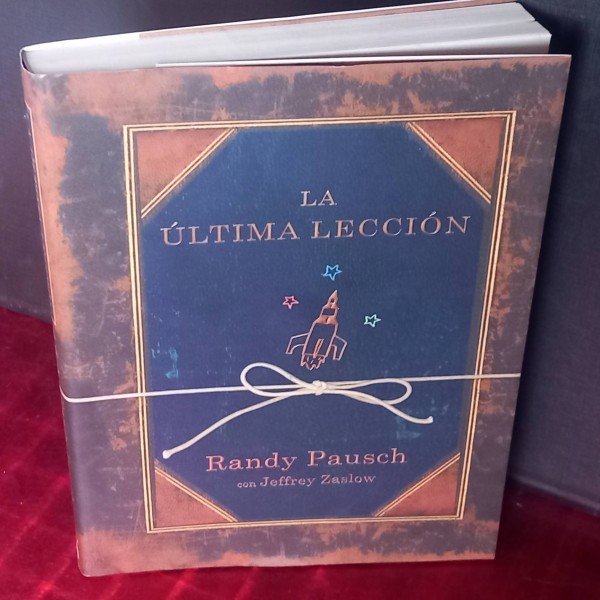 LA
ÚLTIMA LECCIÓN
Randy Pausch
con Jeffrey Zaslow